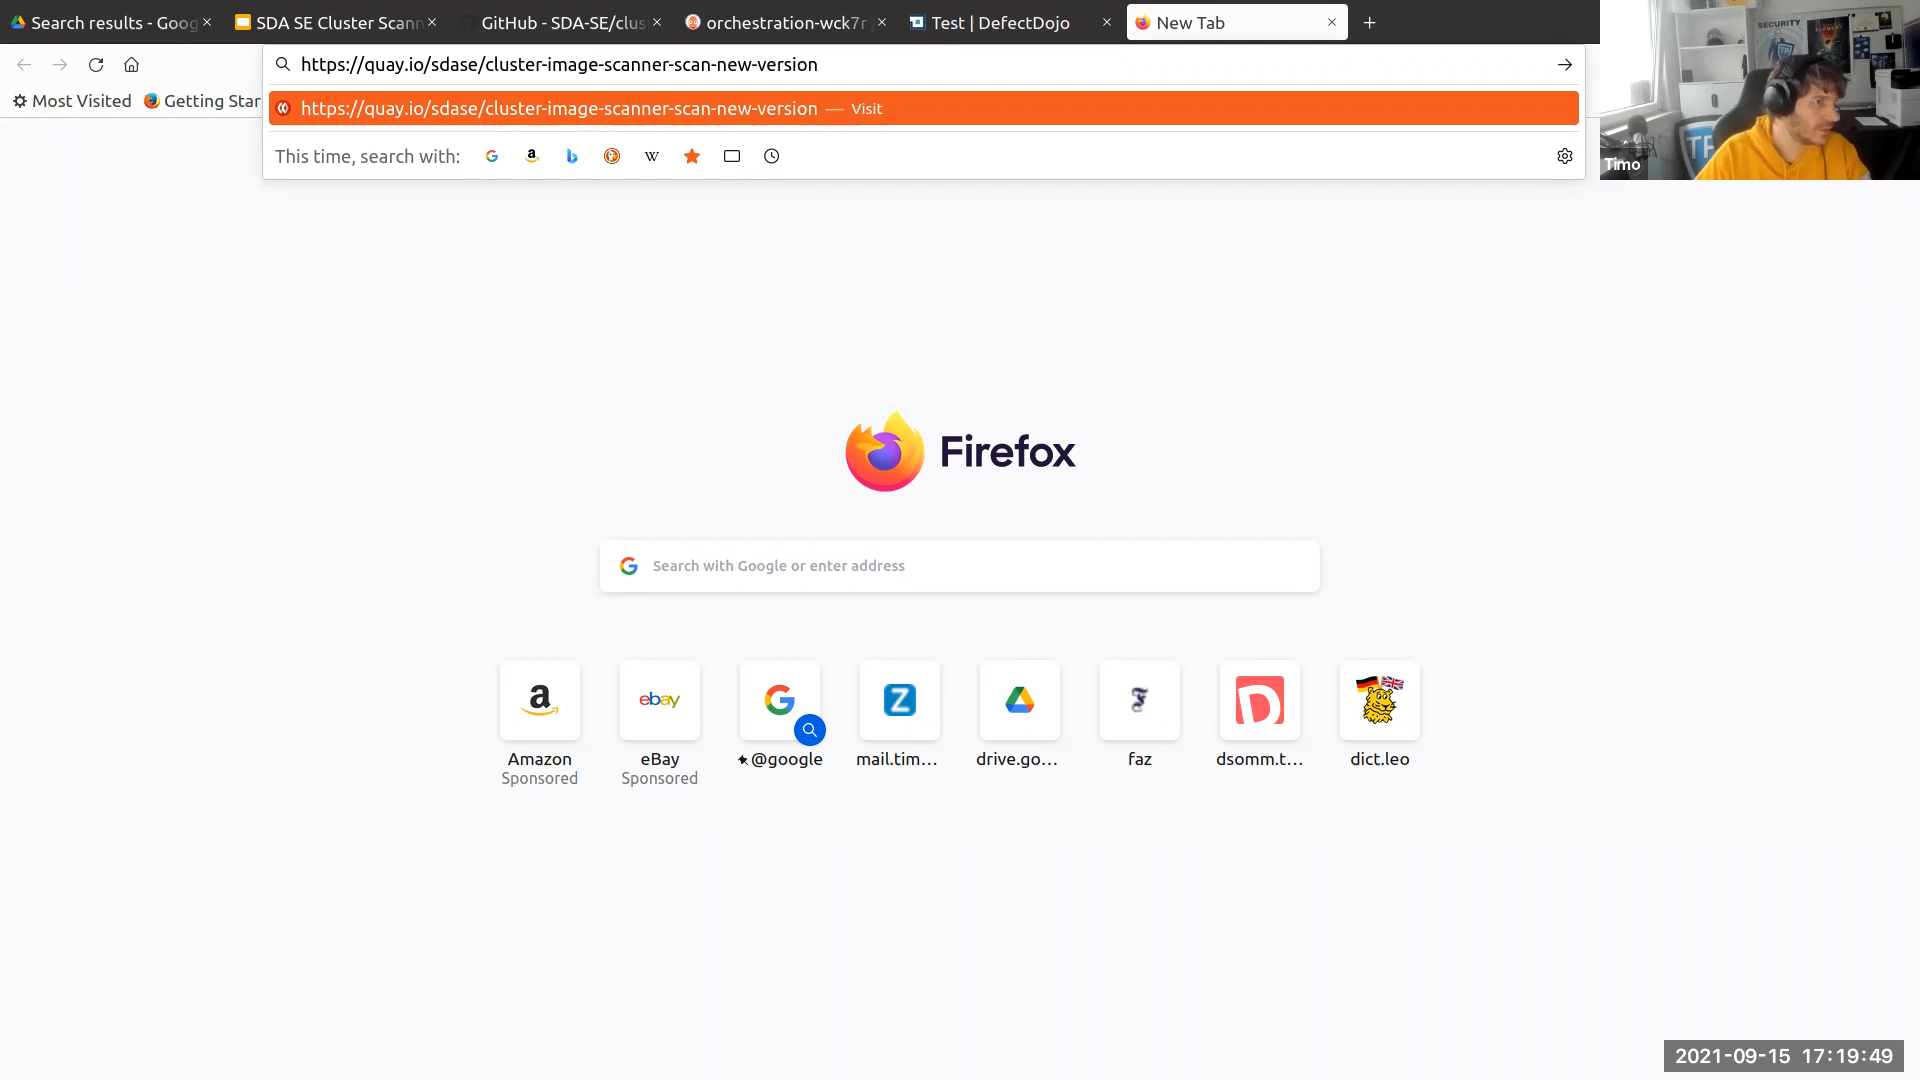 Search results - Goog
SDA SE Cluster Scann
GitHub - SDA-SE/clus
orchestration-wck7r
Test | DefectDojo
New Tab
https://quay.io/sdase/cluster-image-scanner-scan-new-version
Most Visited
Getting Star
https://quay.io/sdase/cluster-image-scanner-scan-new-version — Visit
This time, search with:
SECURITY
Timo
Firefox
Search with Google or enter address
Amazon
Sponsored
eBay
Sponsored
@google
mail.tim...
drive.go...
faz
dsomm.t...
dict.leo
2021-09-15 17:19:49